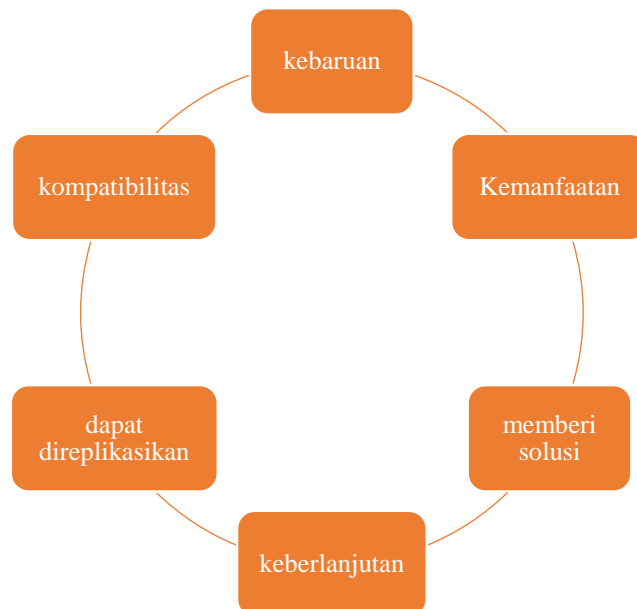 kebaruan
Kemanfaatan
memberi
solusi
keberlanjutan
dapat
direplikasikan
kompatibilitas